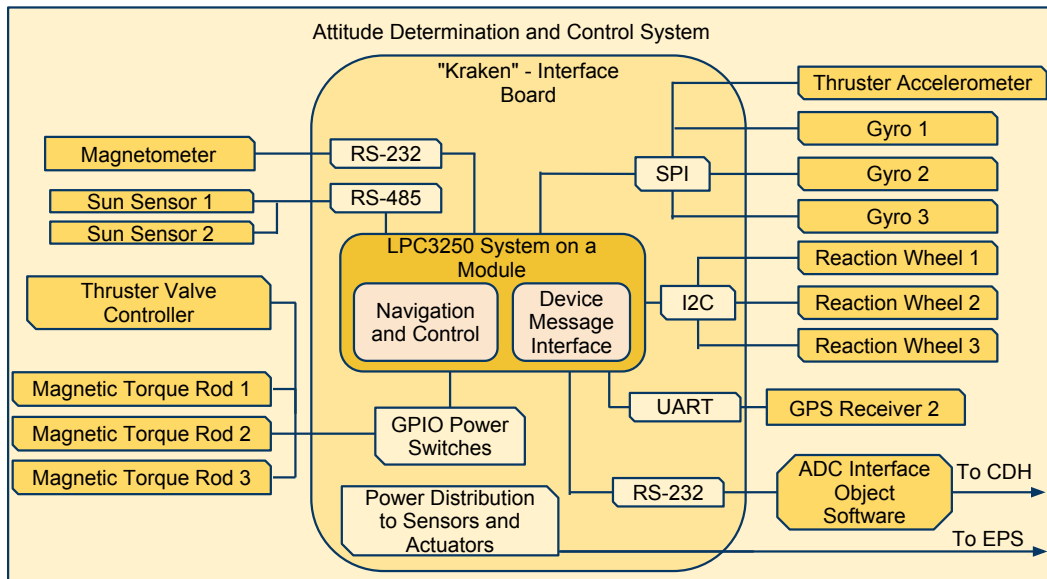 Attitude Determination and Control System
"Kraken" - Interface
Board
Magnetometer
RS-232
Sun Sensor 1
Sun Sensor 2
RS-485
SPI
Thruster Accelerometer
Gyro 1
Gyro 2
Gyro 3
LPC3250 System on a
Module
Navigation
and Control
Device
Message
Interface
I2C
Reaction Wheel 1
Reaction Wheel 2
Reaction Wheel 3
Thruster Valve
Controller
Magnetic Torque Rod 1
Magnetic Torque Rod 2
Magnetic Torque Rod 3
GPIO Power
Switches
UART
GPS Receiver 2
RS-232
ADC Interface
Object
Software
To CDH
Power Distribution
to Sensors and
Actuators
To EPS